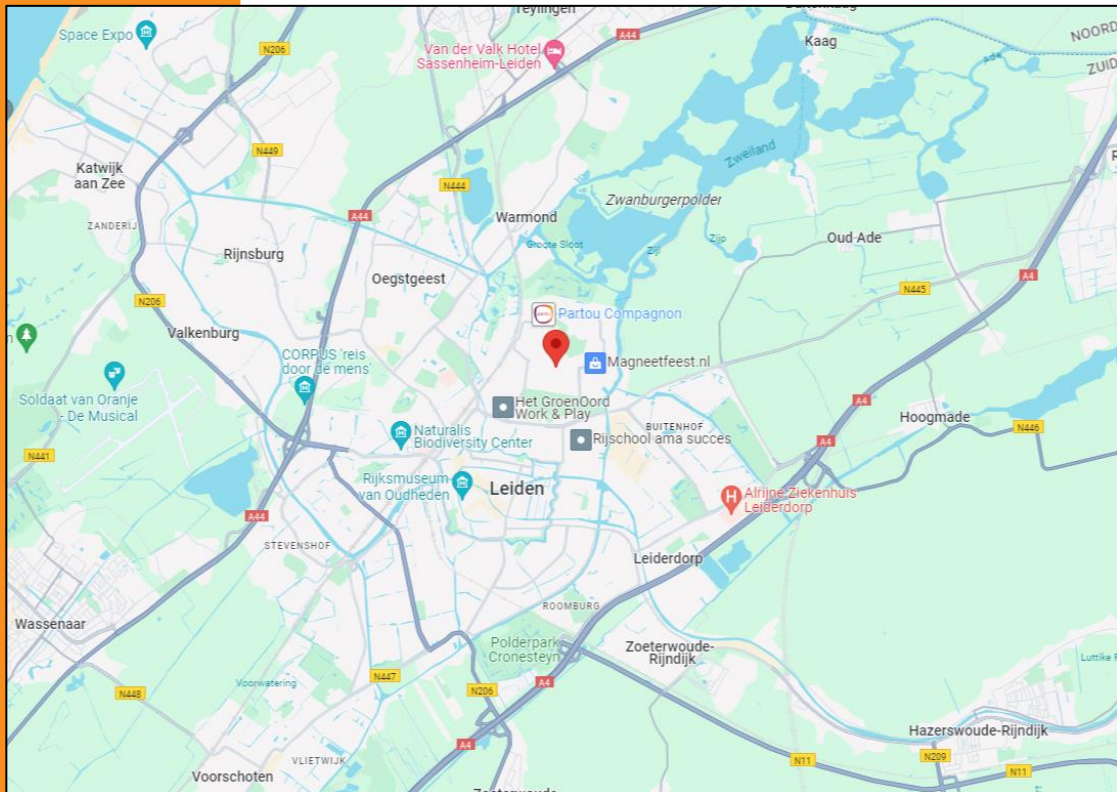 Teylingen
Space Expo
N206
Van der Valk Hotel
Sassenheim-Leiden
A44
Kaag
Ade
NOORD
ZUID
N449
Katwijk
aan Zee
N444
Zweiland
Zwanburgerpolder
ZANDERIJ
A44
Warmond
Groote Sloot
Zijl
Zijp
Oud Ade
Rijnsburg
Oegstgeest
A4
N445
N206
Partou Compagnon
Valkenburg
CORPUS 'reis
door de mens'
Magneetfeest.nl
Soldaat van Oranje
- De Musical
Het GroenOord
Work & Play
A4
Hoogmade
N446
Naturalis
Biodiversity Center
BUITENHOF
Rijschool ama succes
A4
N441
Rijksmuseum
van Oudheden
Leiden
Alrijne Ziekenhuis
Leiderdorp
A44
STEVENSHOF
Leiderdorp
ROOMBURG
Wassenaar
Polderpark
Cronesteyn
Zoeterwoude-
Rijndijk
Luttike
Voorwatering
N447
N206
A4
N448
A4
Hazerswoude-Rijndijk
VLIETWIJK
N11
N209
N11
Voorschoten